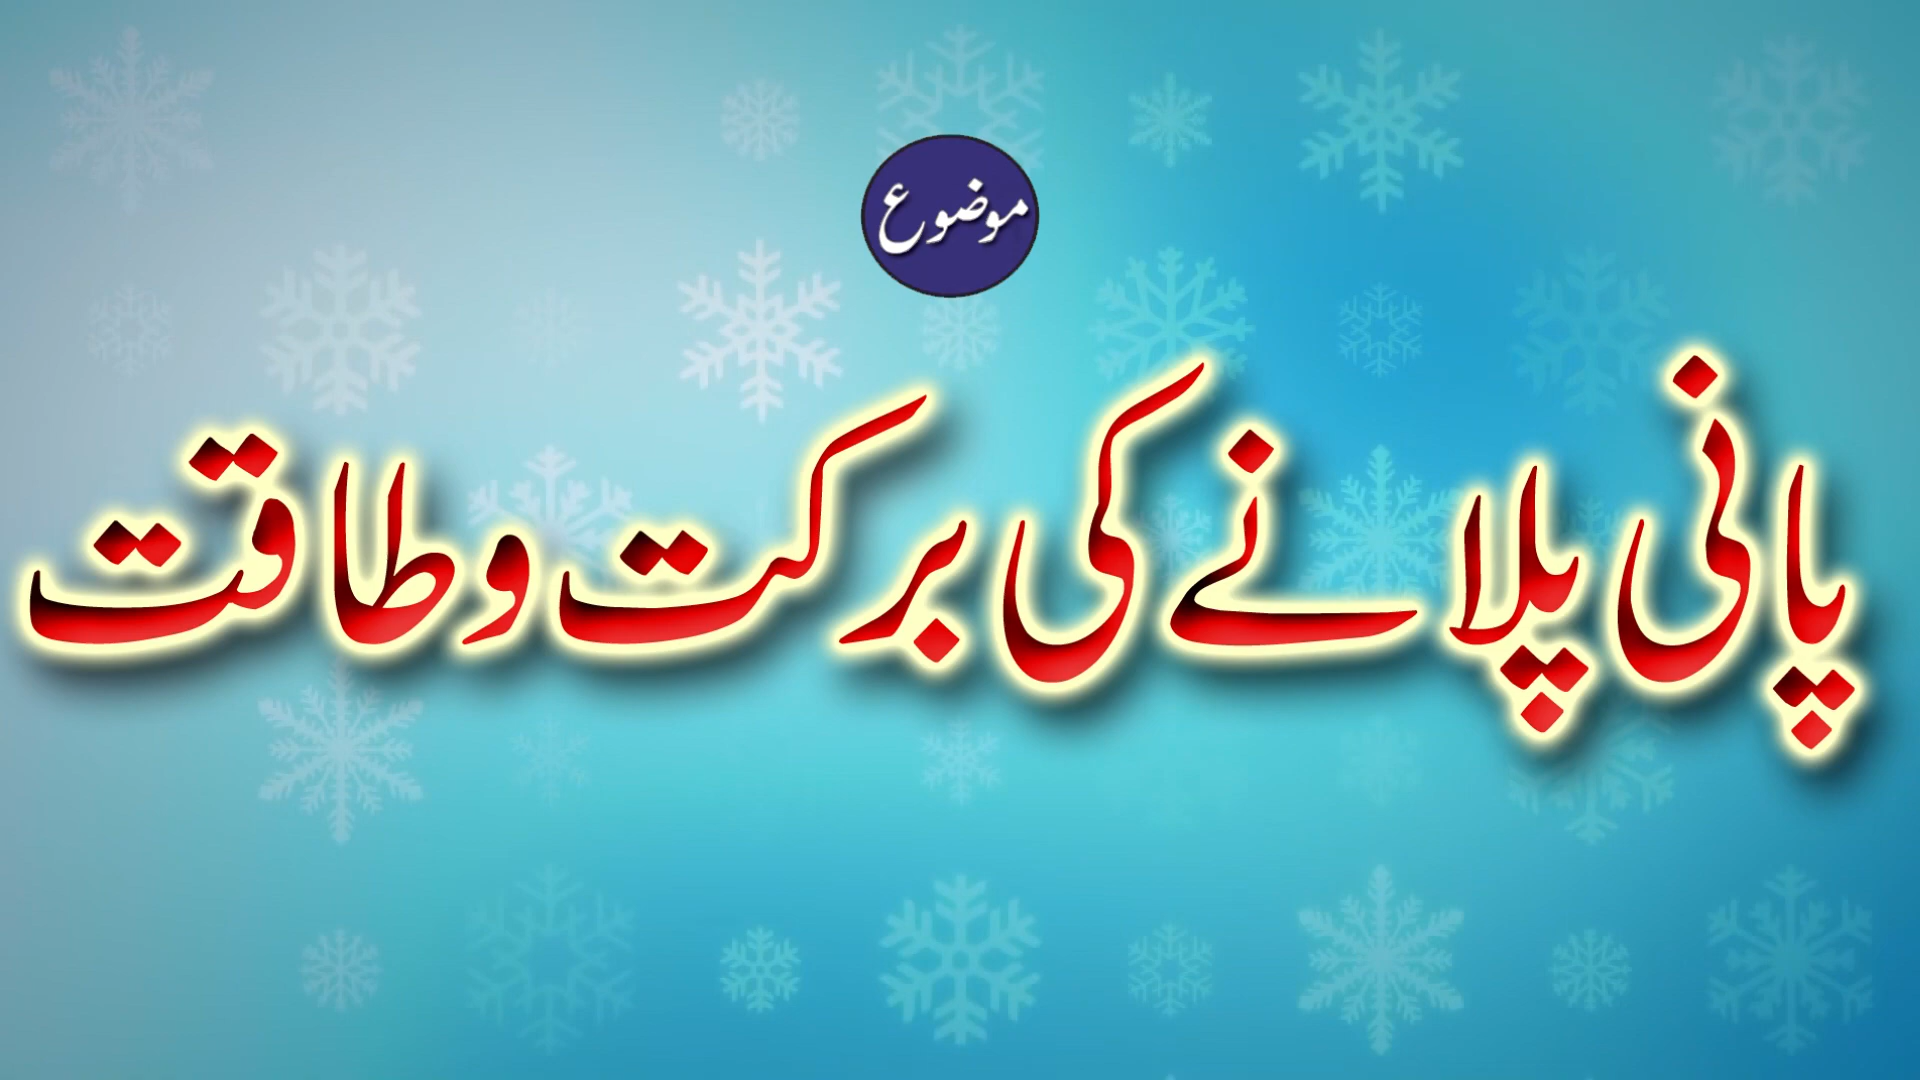 موضوع
پانی پلانے کی برکت و طاقت